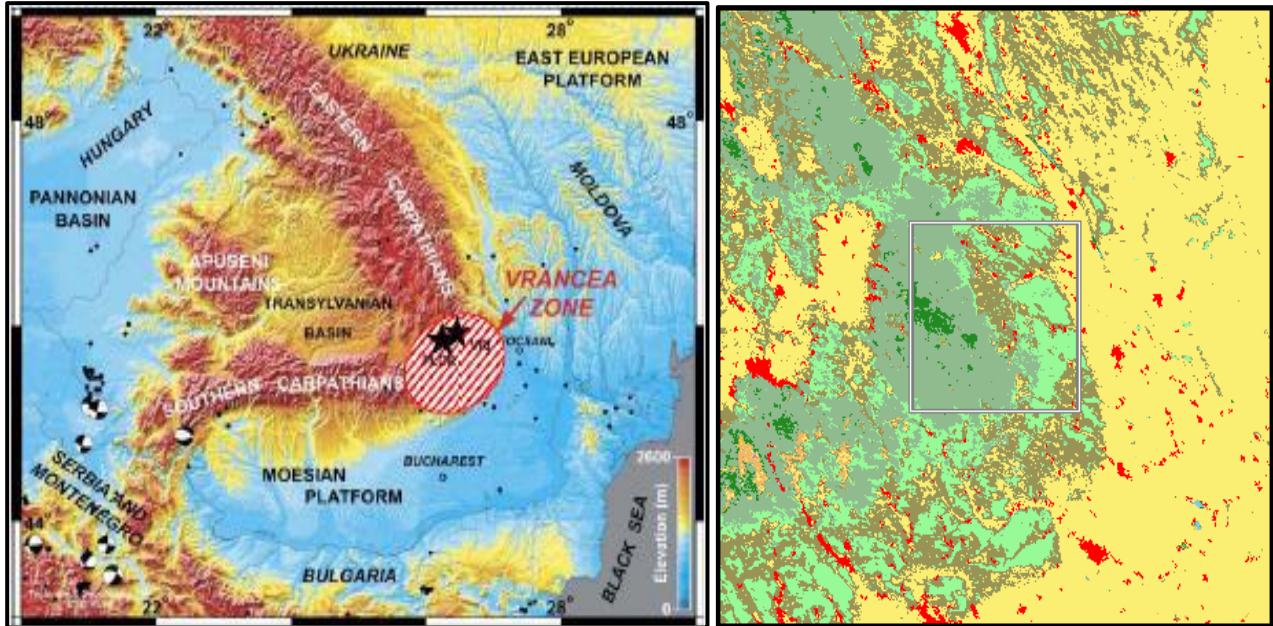 22°
28°
UKRAINE
EAST EUROPEAN
PLATFORM
EASTERN
48°
48°
HUNGARY
CARPATHIANS
MOLDOVA
PANNONIAN
BASIN
APUSENI
MOUNTAINS
VRANCEA
ZONE
TRANSYLVANIAN
BASIN
SOUTHERN CARPATHIANS
SERBIA AND
MONTENEGRO
BUCHAREST
MOESIAN
PLATFORM
2600
Elevation (m)
0
BLACK SEA
44
44°
BULGARIA
22°
28°